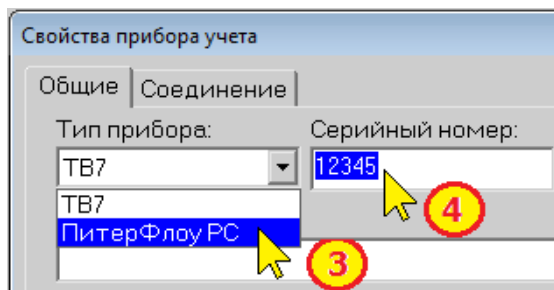 Свойства прибора учета
Общие Соединение
Тип прибора: Серийный номер:
ТВ7 12345
ТВ7
ПитерФлоу РС
4
3